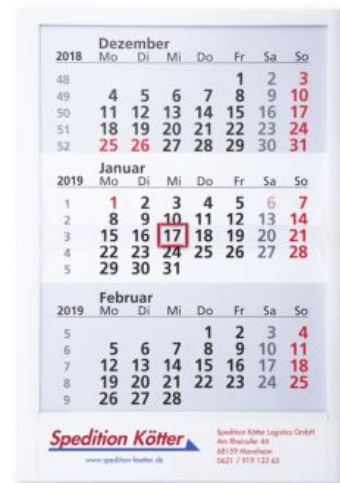 Dezember
2018 Mo Di Mi Do Fr Sa So
48 1 2 3
49 4 5 6 7 8 9 10
50 11 12 13 14 15 16 17
51 18 19 20 21 22 23 24
52 25 26 27 28 29 30 31
Januar
2019 Mo Di Mi Do Fr Sa So
1 1 2 3 4 5 6 7
2 8 9 10 11 12 13 14
3 15 16 17 18 19 20 21
4 22 23 24 25 26 27 28
5 29 30 31
Februar
2019 Mo Di Mi Do Fr Sa So
5 1 2 3 4
6 5 6 7 8 9 10 11
7 12 13 14 15 16 17 18
8 19 20 21 22 23 24 25
9 26 27 28
Spedition Kötter
www.spedition-koetter.de
Spedition Kötter Logistics GmbH
Am Rheinufer 44
68159 Mannheim
0621 / 919 133 65